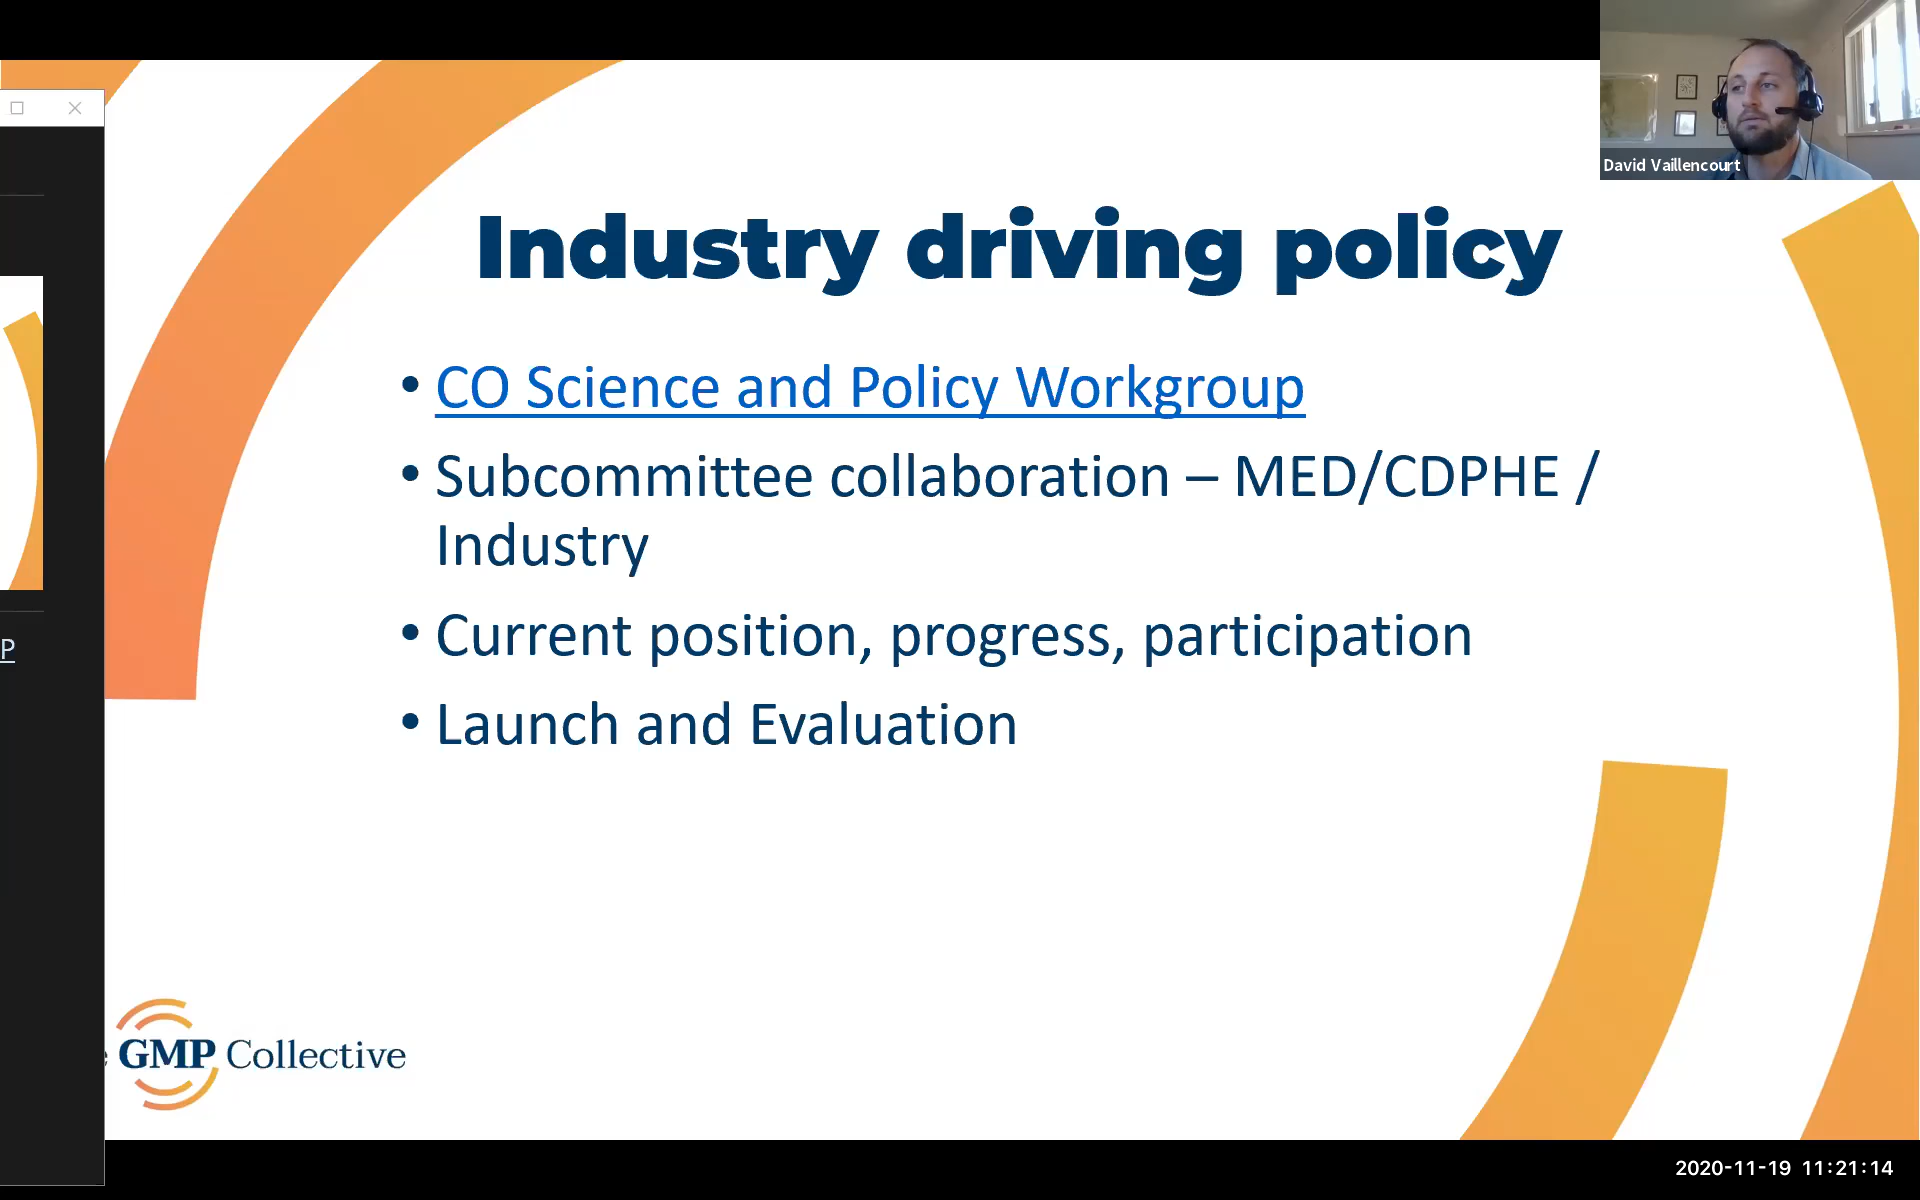 David Vaillencourt
Industry driving policy
• CO Science and Policy Workgroup
• Subcommittee collaboration – MED/CDPHE /
Industry
• Current position, progress, participation
• Launch and Evaluation
P
e GMP Collective
2020-11-19 11:21:14